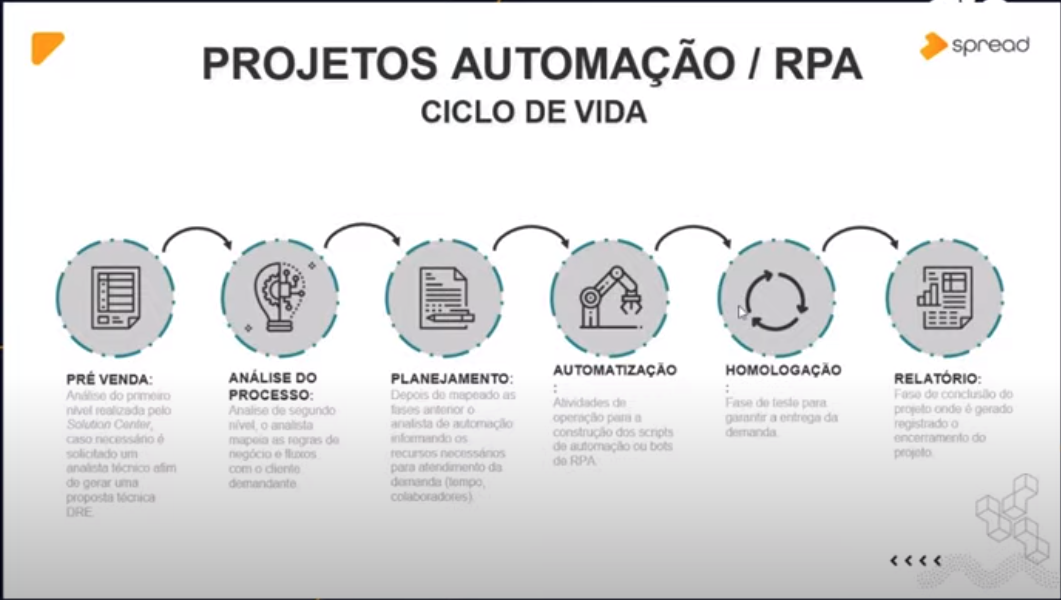 spread
PROJETOS AUTOMAÇÃO / RPA
CICLO DE VIDA
PRÉ VENDA:
Análise do primeiro
nível realizada pelo
Solution Center,
caso necessário é
solicitado um
analista técnico afim
de gerar uma
proposta técnica
DRE.
ANÁLISE DO
PROCESSO:
Analise de segundo
nível, o analista
mapeia as regras de
negócio e fluxos
com o cliente
demandante.
PLANEJAMENTO:
Depois de mapeado as
fases anterior o
analista de automação
informando os
recursos necessários
para atendimento da
demanda (tempo,
colaboradores).
AUTOMATIZAÇÃO
:
Atividades de
operação para a
construção dos scripts
de automação ou bots
de RPA.
HOMOLOGAÇÃO
:
Fase de teste para
garantir a entrega da
demanda.
RELATÓRIO:
Fase de conclusão do
projeto onde é gerado
registrado o
encerramento do
projeto.